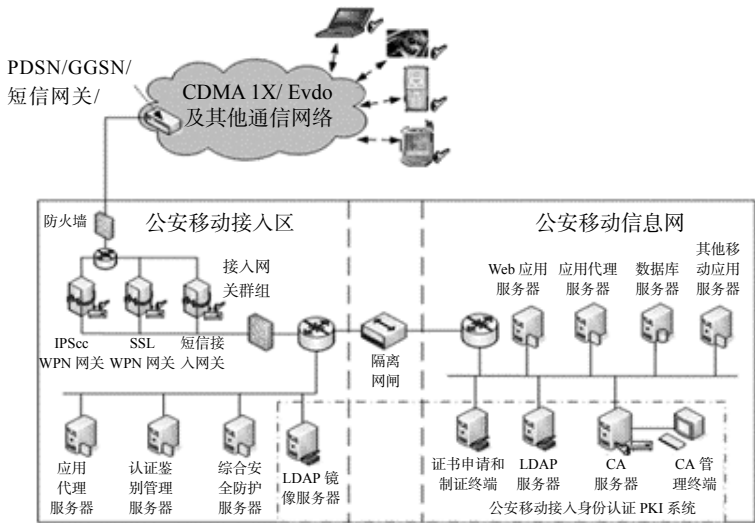 PDSN/GGSN/
短信网关/
CDMA 1X/ Evdo
及其他通信网络
防火墙
公安移动接入区
公安移动信息网
接入网
关群组
IPScc
WPN 网关
SSL
WPN 网关
短信接
入网关
隔离
网闸
Web 应用
服务器
应用代理
服务器
数据库
服务器
其他移
动应用
服务器
应用
代理
服务器
认证鉴
别管理
服务器
综合安
全防护
服务器
LDAP 镜
像服务器
证书申请和
制证终端
LDAP
服务器
CA
服务器
CA 管
理终端
公安移动接入身份认证 PKI 系统